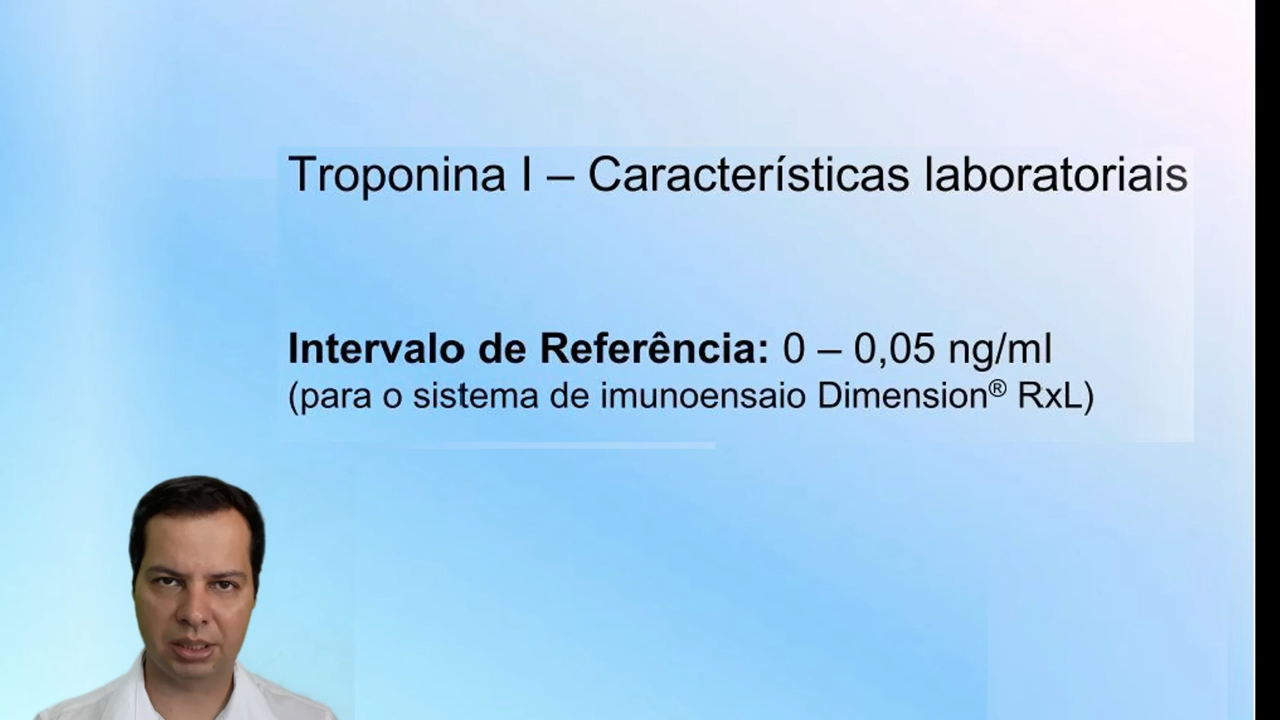 Troponina I – Características laboratoriais
Intervalo de Referência: 0 – 0,05 ng/ml
(para o sistema de imunoensaio Dimension® RxL)